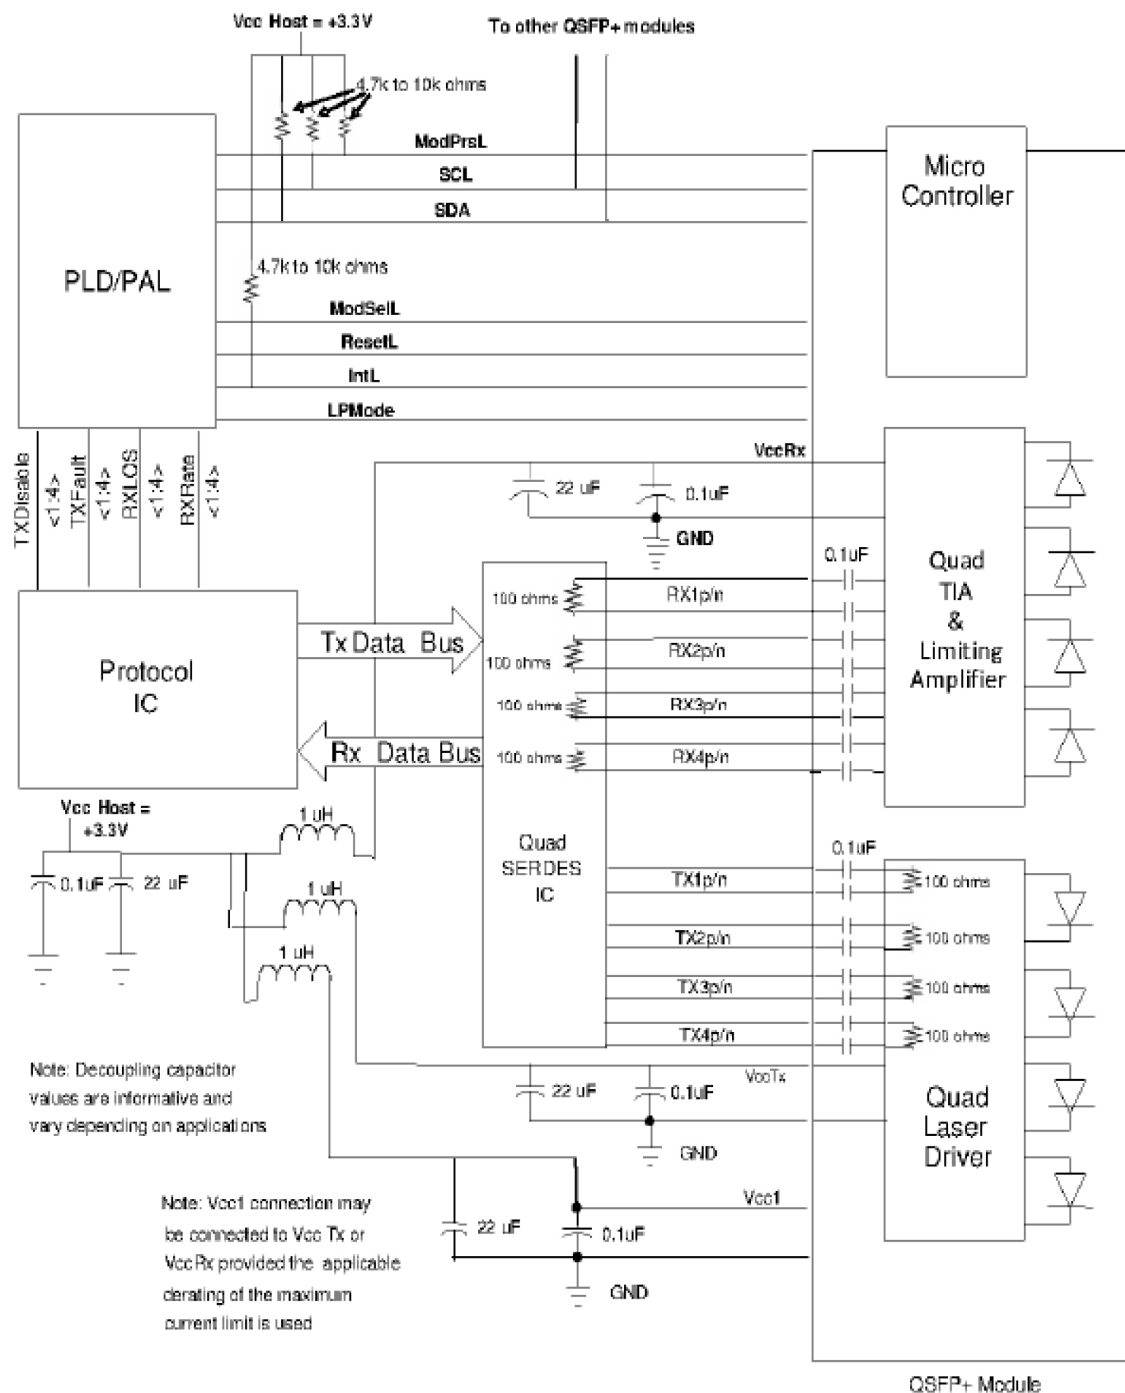 Vcc Host = +3.3V
To other QSFP+ modules
4.7k to 10k ohms
ModPrsL
SCL
SDA
Micro
Controller
PLD/PAL
4.7k to 10k ohms
ModSelL
ResetL
IntL
LPMode
TXDisable
<1:4>
TXFault
<1:4>
RXLOS
<1:4>
RXRate
<1:4>
VccRx
22 uF
0.1uF
GND
0.1uF
Quad
TIA
&
Limiting
Amplifier
100 ohms
RX1p/n
100 ohms
RX2p/n
100 ohms
RX3p/n
100 ohms
RX4p/n
Tx Data Bus
Rx Data Bus
Protocol
IC
Vcc Host =
+3.3V
0.1uF
22 uF
1 uH
1 uH
1 uH
Quad
SERDES
IC
0.1uF
TX1p/n
100 ohms
TX2p/n
100 ohms
TX3p/n
100 ohms
TX4p/n
100 ohms
VccTx
22 uF
0.1uF
GND
Quad
Laser
Driver
Note: Decoupling capacitor
values are informative and
vary depending on applications
Vcc1
22 uF
0.1uF
GND
Note: Vcc1 connection may
be connected to Vcc Tx or
VccRx provided the applicable
derating of the maximum
current limit is used
QSFP+ Module